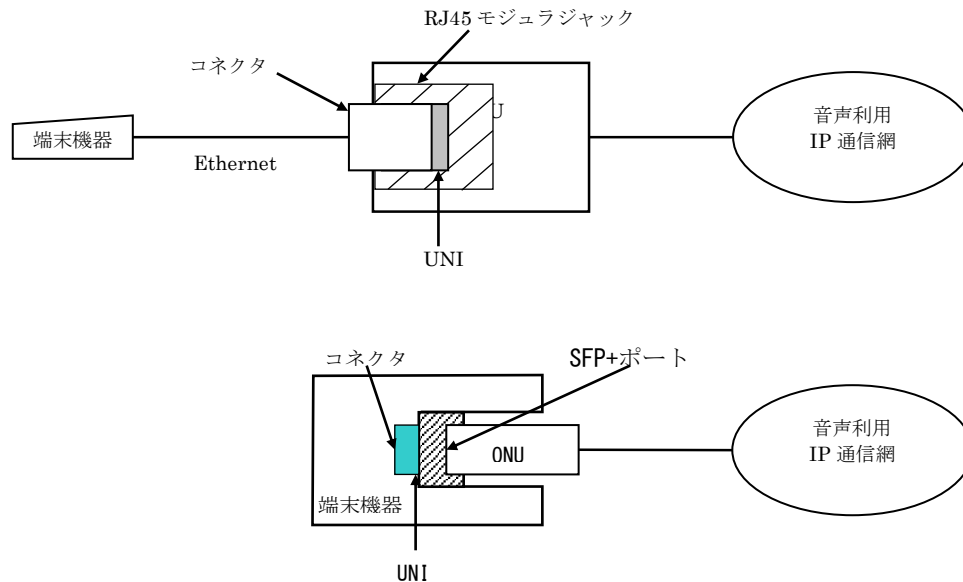 RJ45 モジュラジャック
コネクタ
U
端末機器
Ethernet
音声利用
IP 通信網
UNI
コネクタ
SFP+ポート
ONU
音声利用
IP 通信網
端末機器
UNI